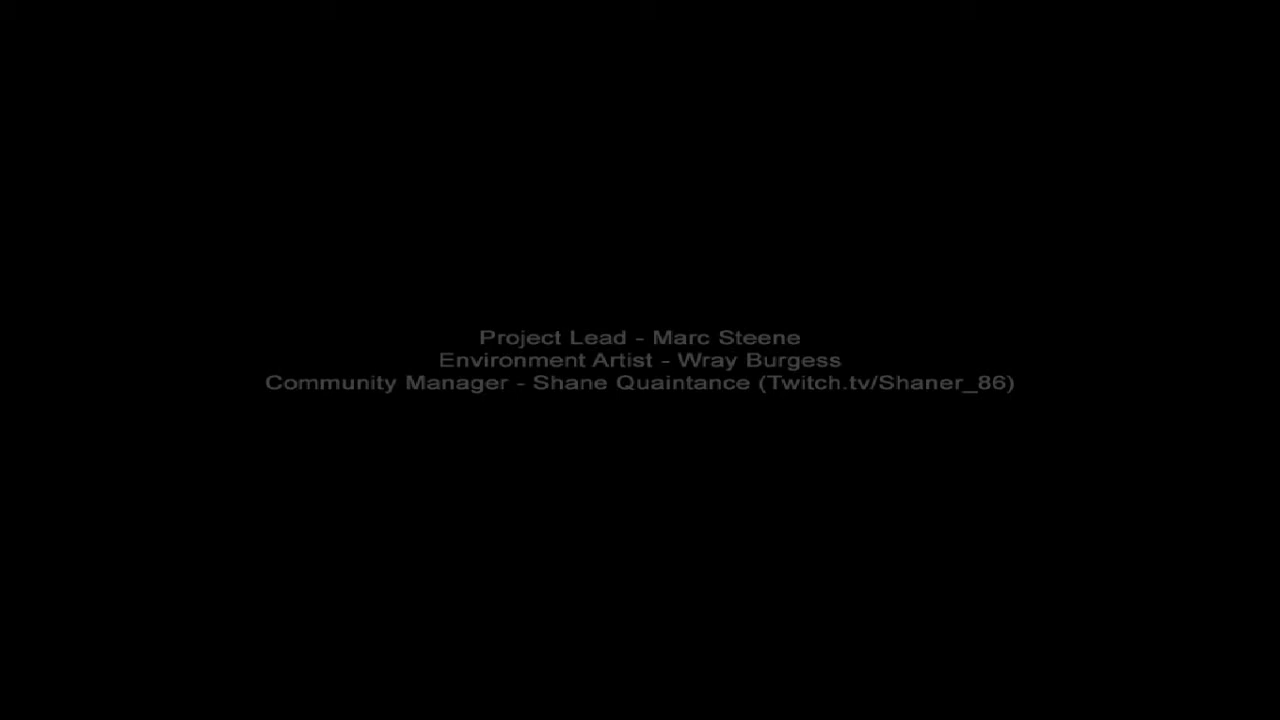 Project Lead - Marc Steene
Environment Artist - Wray Burgess
Community Manager - Shane Quaintance (Twitch.tv/Shaner_86)